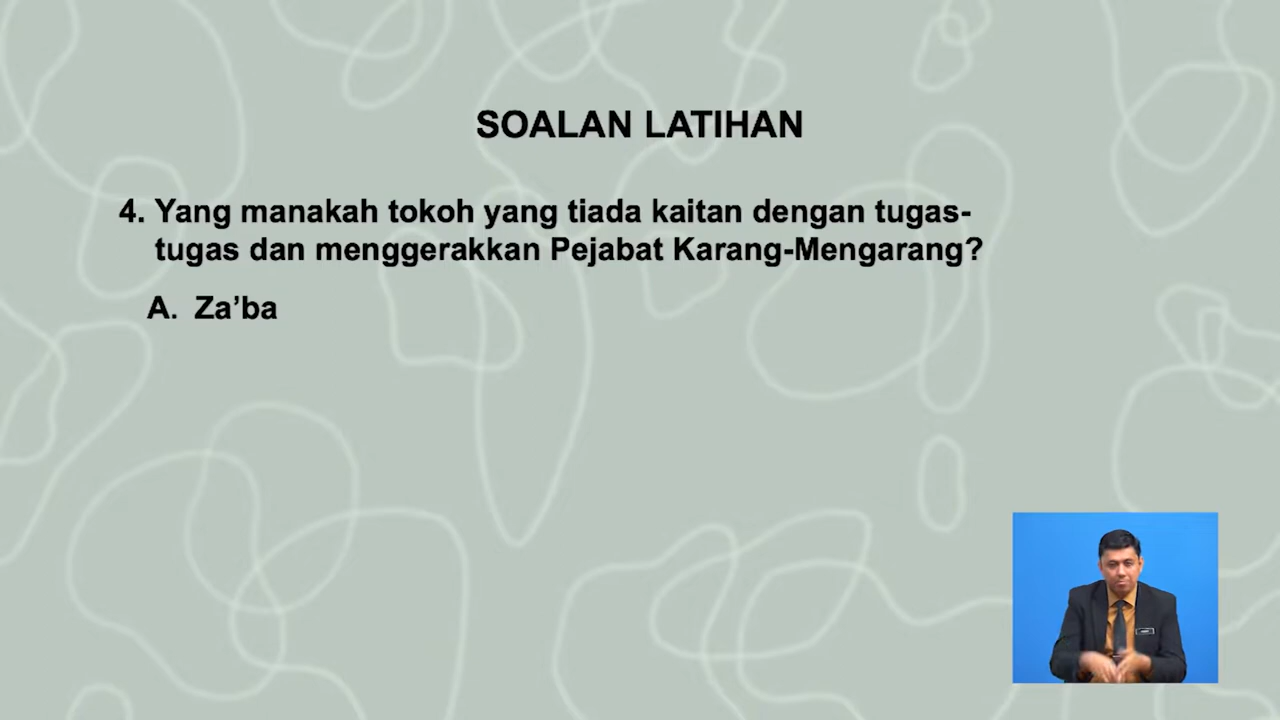 SOALAN LATIHAN
4. Yang manakah tokoh yang tiada kaitan dengan tugas-
tugas dan menggerakkan Pejabat Karang-Mengarang?
A. Za’ba